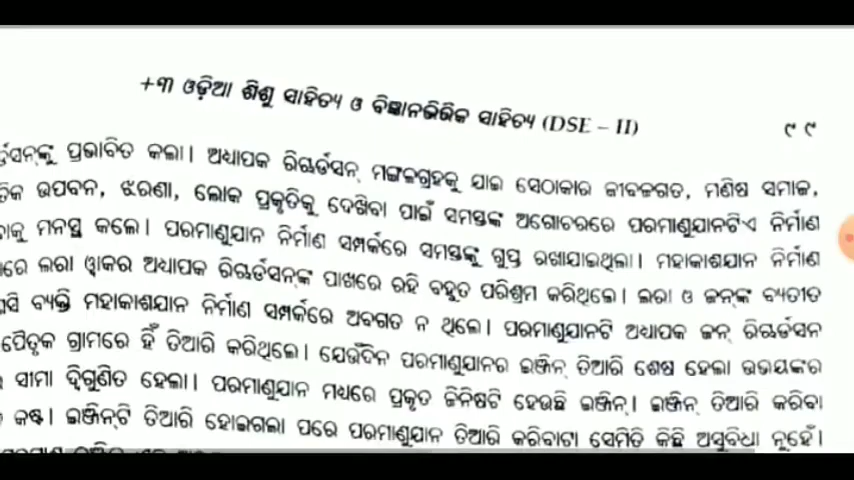 +୩ ଓଡ଼ିଆ ଶିଶୁ ସାହିତ୍ୟ ଓ ବିଜ୍ଞାନଭିତ୍ତିକ ସାହିତ୍ୟ (DSE – II)
୯୯
ପ୍ରଭାବିତ କଲା। ଅଧ୍ୟାପକ ରିଚ୍ଚର୍ଡସନ୍ ମଙ୍ଗଳଗ୍ରହକୁ ଯାଇ ସେଠାକାର ଜୀବଜଗତ, ମଣିଷ ସମାଜ,
ଉପବନ, ଝରଣା, ଲୋକ ପ୍ରକୃତିକୁ ଦେଖିବା ପାଇଁ ସମସ୍ତଙ୍କ ଅଗୋଚରରେ ପରମାଣୁଯାନଟିଏ ନିର୍ମାଣ
ମନସ୍ଥ କଲେ। ପରମାଣୁଯାନ ନିର୍ମାଣ ସମ୍ପର୍କରେ ସମସ୍ତଙ୍କୁ ଗୁପ୍ତ ରଖାଯାଇଥିଲା। ମହାକାଶଯାନ ନିର୍ମାଣ
ଲରା ୱାକର ଅଧ୍ୟାପକ ରିଚ୍ଚର୍ଡସନ୍‌ଙ୍କ ପାଖରେ ରହି ବହୁତ ପରିଶ୍ରମ କରିଥିଲେ। ଲରା ଓ ଜନ୍‌ଙ୍କ ବ୍ୟତୀତ
ବ୍ୟକ୍ତି ମହାକାଶଯାନ ନିର୍ମାଣ ସମ୍ପର୍କରେ ଅବଗତ ନ ଥିଲେ। ପରମାଣୁଯାନଟି ଅଧ୍ୟାପକ ଜନ୍ ରିଚ୍ଚର୍ଡସନ
ପୈତୃକ ଗ୍ରାମରେ ହିଁ ତିଆରି କରିଥିଲେ। ଯେଉଁଦିନ ପରମାଣୁଯାନର ଇଞ୍ଜିନ୍ ତିଆରି ଶେଷ ହେଲା ଉଭୟଙ୍କର
ସୀମା ଦ୍ୱିଗୁଣିତ ହେଲା। ପରମାଣୁଯାନ ମଧ୍ୟରେ ପ୍ରକୃତ ଜିନିଷଟି ହେଉଛି ଇଞ୍ଜିନ୍। ଇଞ୍ଜିନ୍ ତିଆରି କରିବା
କଷ୍ଟ। ଇଞ୍ଜିନ୍‌ଟି ତିଆରି ହୋଇଗଲା ପରେ ପରମାଣୁଯାନ ତିଆରି କରିବାଟା ସେମିତି କିଛି ଅସୁବିଧା ନୁହେଁ।